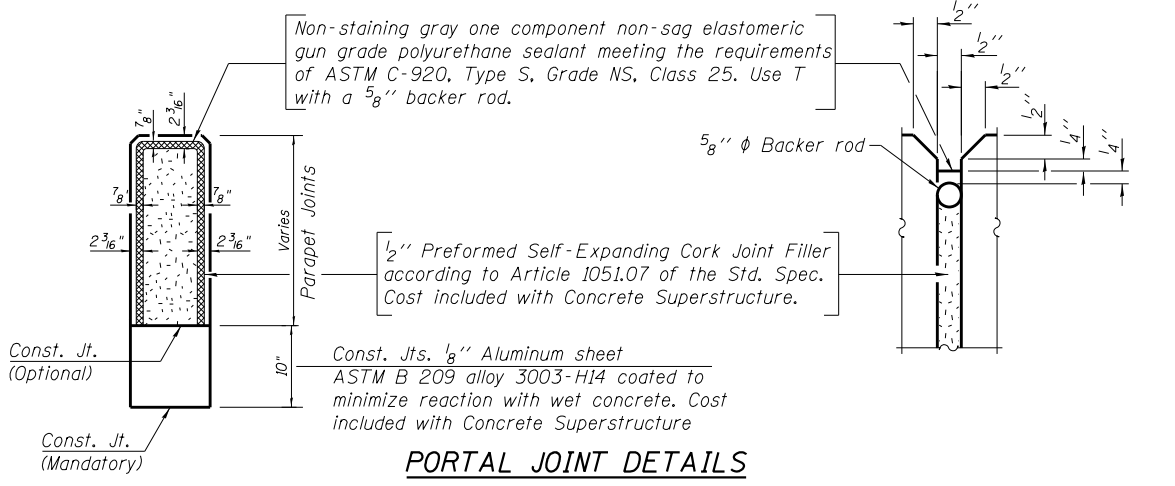 Non-staining gray one component non-sag elastomeric
gun grade polyurethane sealant meeting the requirements
of ASTM C-920, Type S, Grade NS, Class 25. Use T
with a 5/8" backer rod.
1/2"
1/2"
1/2"
1/2"
1/4"
1/4"
7/8"
2 3/16"
5/8" ϕ Backer rod
7/8"
7/8"
2 3/16"
2 3/16"
Varies
Parapet Joints
1/2" Preformed Self-Expanding Cork Joint Filler
according to Article 1051.07 of the Std. Spec.
Cost included with Concrete Superstructure.
Const. Jt.
(Optional)
10"
Const. Jts. 1/8" Aluminum sheet
ASTM B 209 alloy 3003-H14 coated to
minimize reaction with wet concrete. Cost
included with Concrete Superstructure
Const. Jt.
(Mandatory)
PORTAL JOINT DETAILS